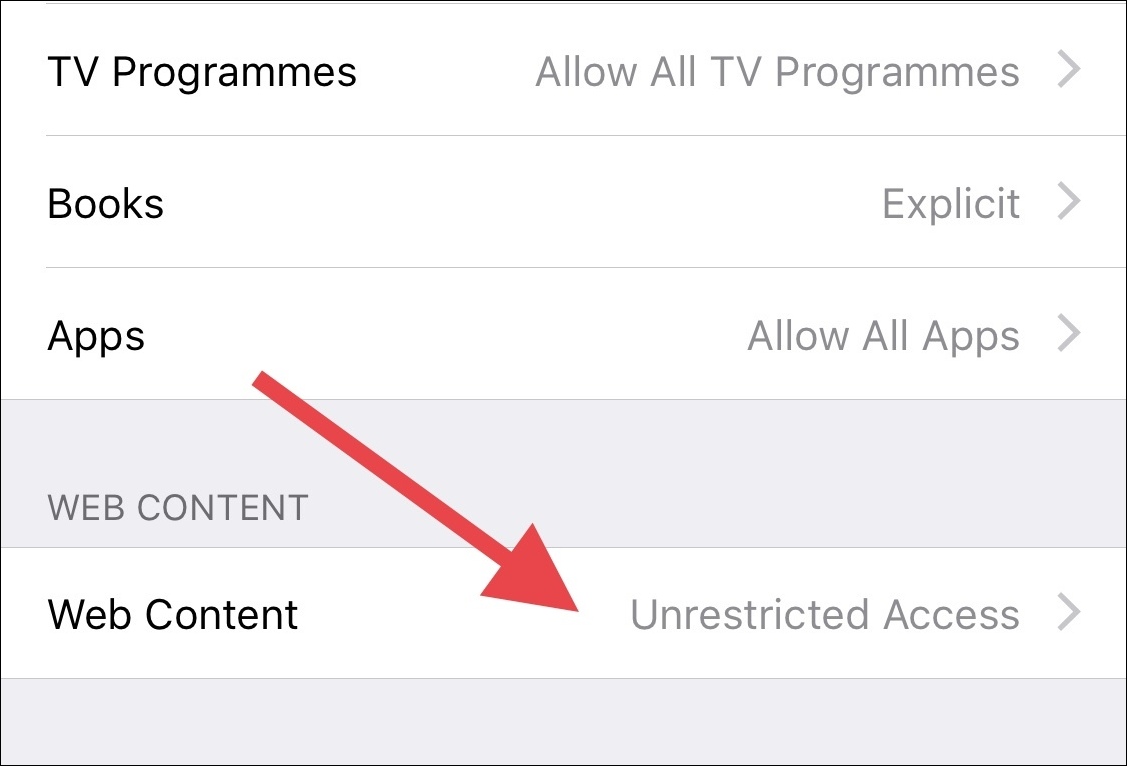 TV Programmes Allow All TV Programmes
Books Explicit
Apps Allow All Apps
WEB CONTENT
Web Content Unrestricted Access